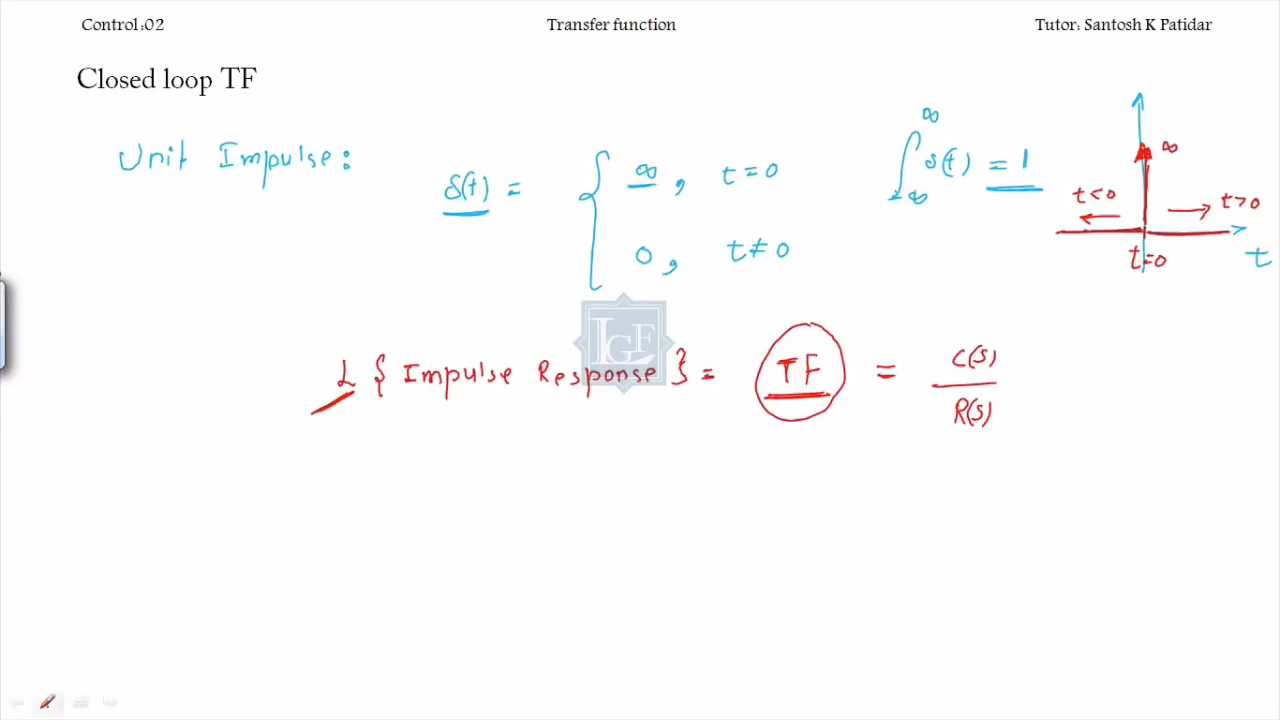 Control:02 Transfer function Tutor: Santosh K Patidar
Closed loop TF
Unit Impulse:
δ(t) = { ∞, t = 0
0, t ≠ 0
∫ ∞ -∞ δ(t) = 1
∞
t<0 t>0
t=0 t
LGF
L { Impulse Response } = TF = C(S)
R(S)